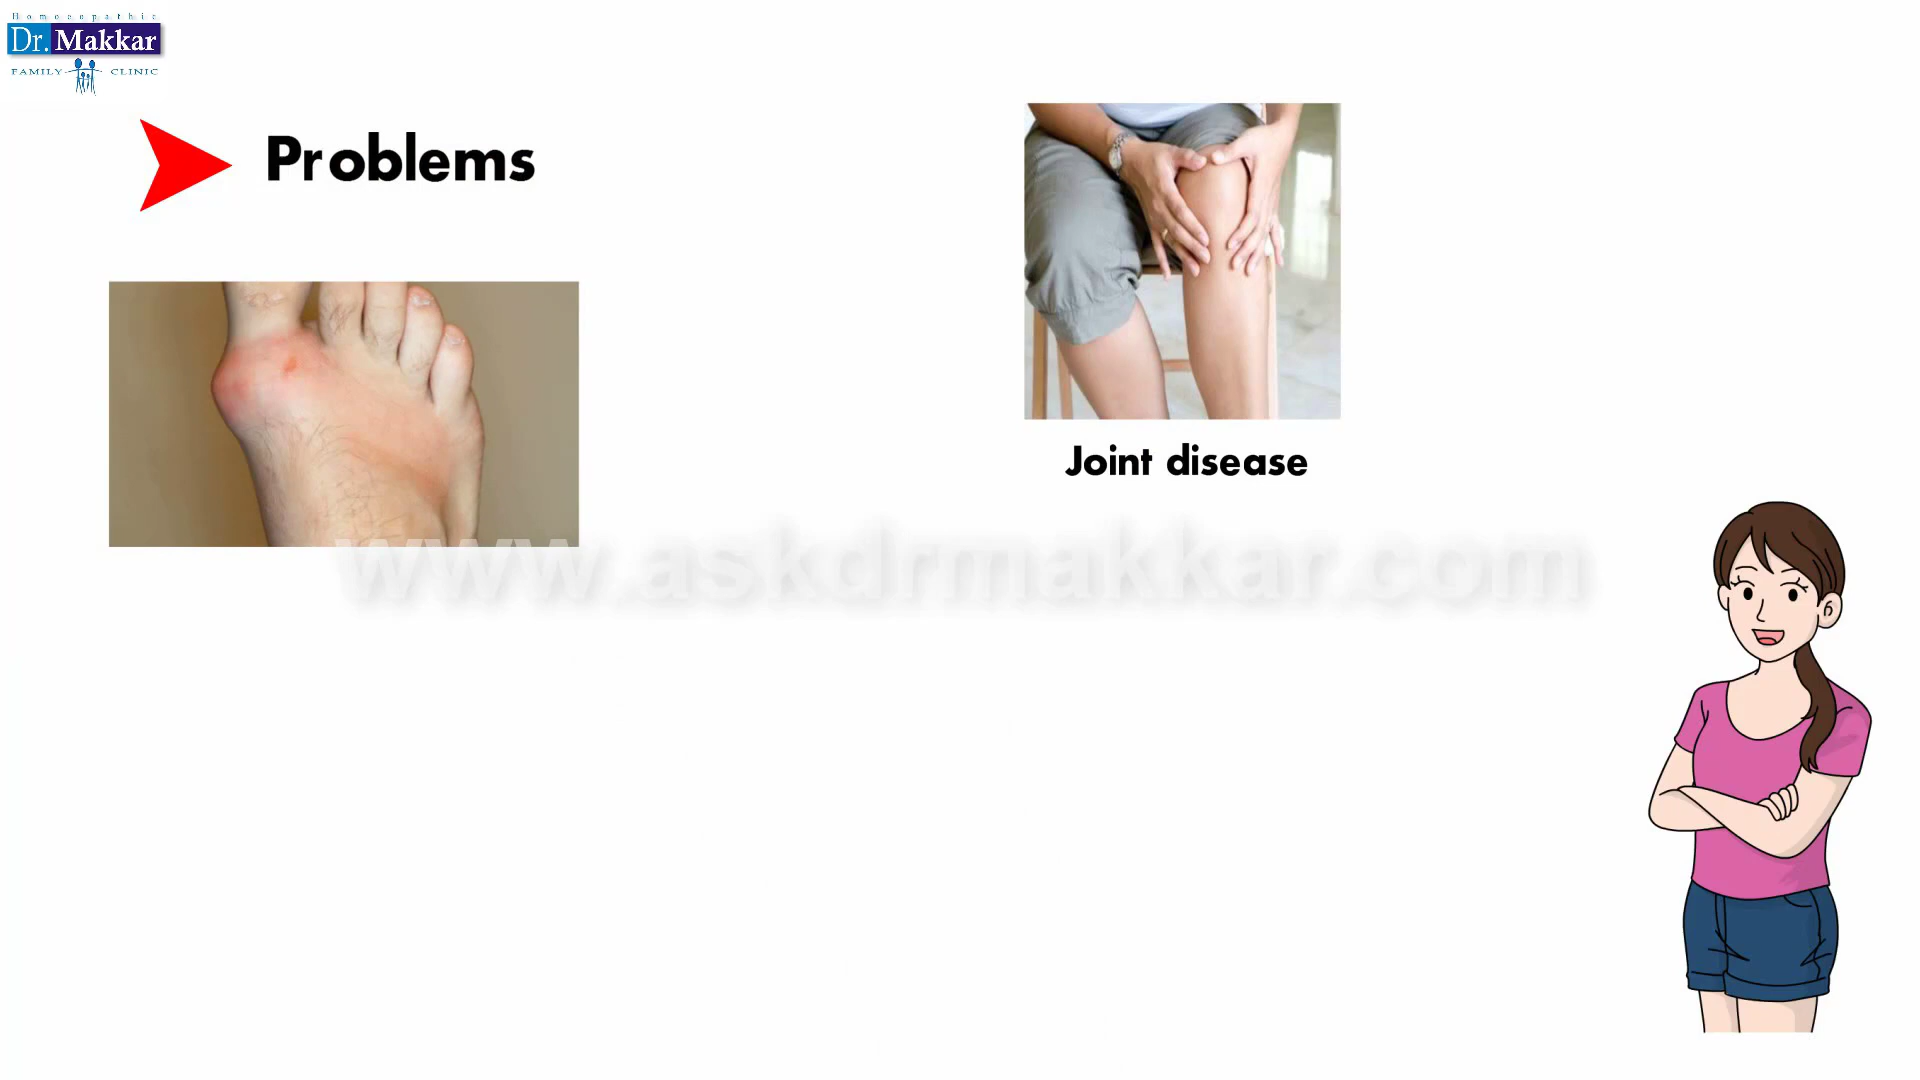 Homoeopathic
Dr. Makkar
FAMILY CLINIC
Problems
Joint disease
www.askdrmakkar.com